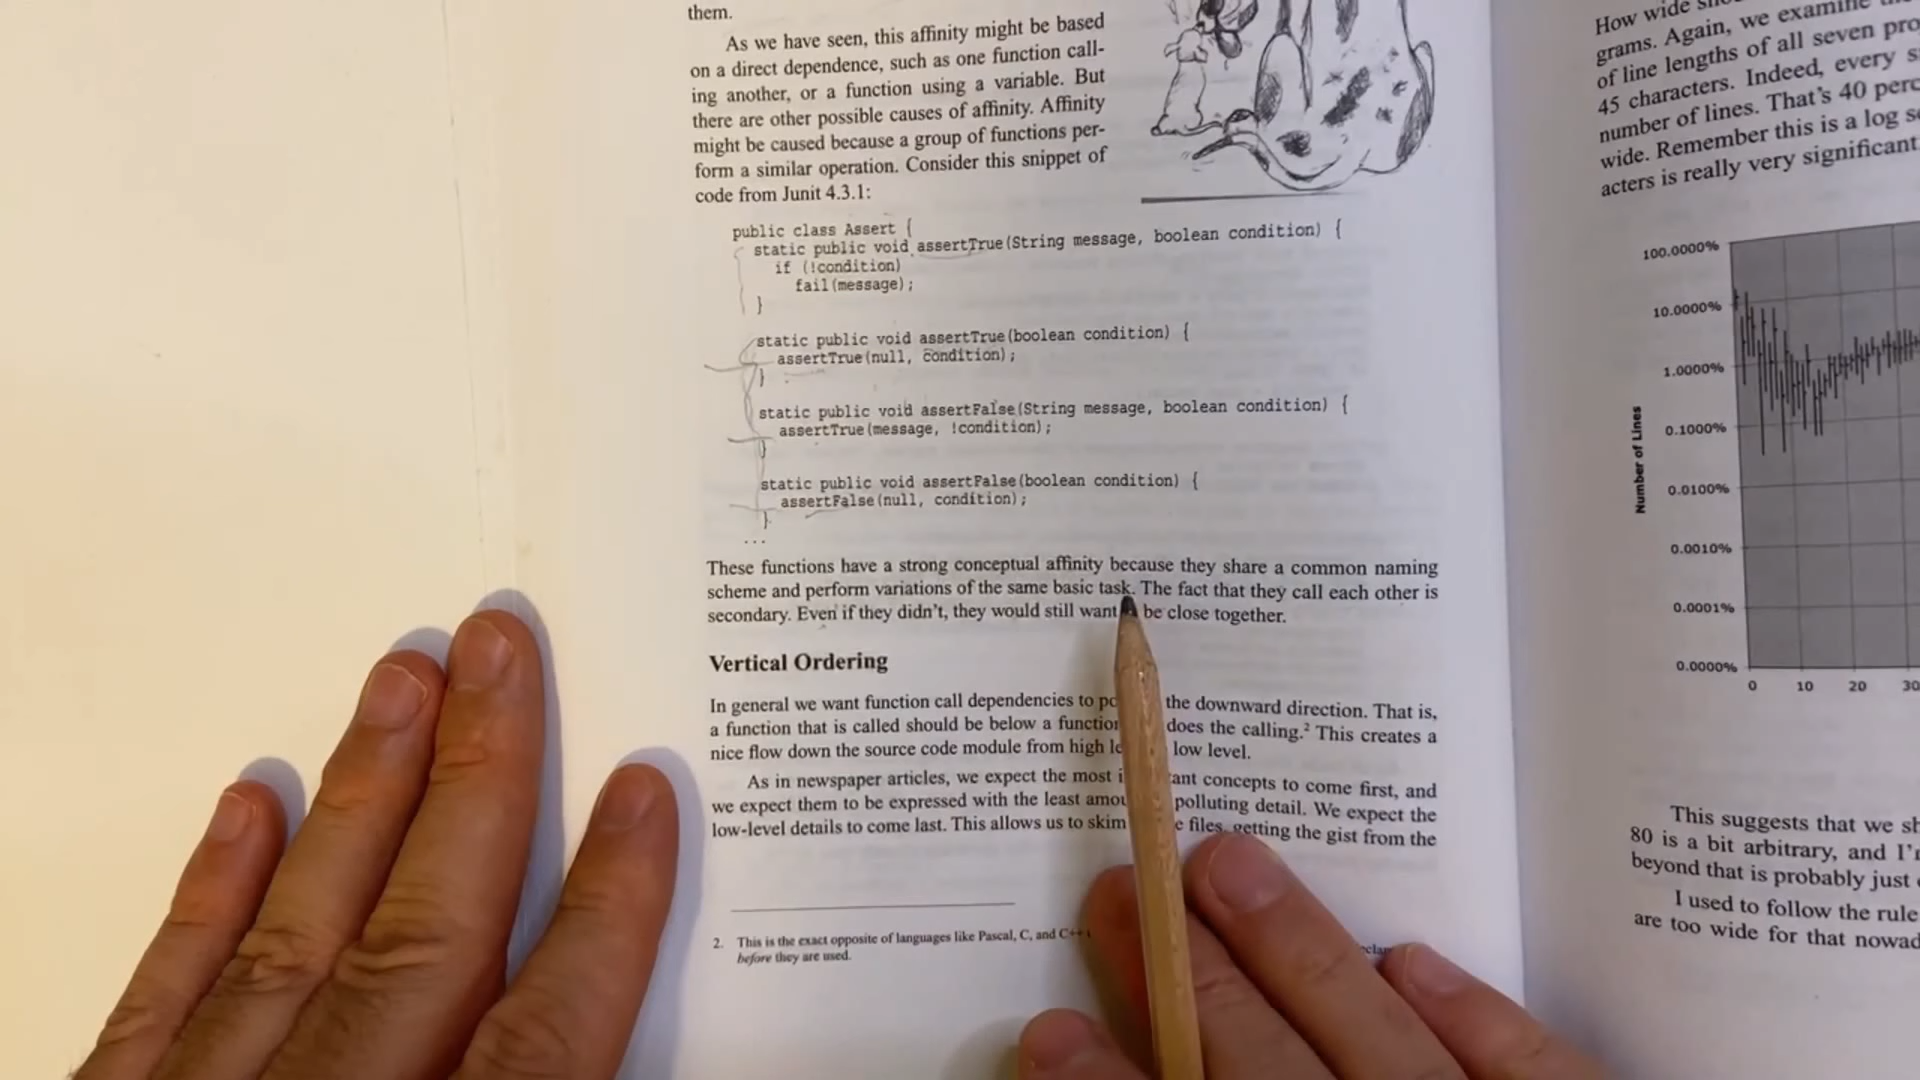 them.
As we have seen, this affinity might be based
on a direct dependence, such as one function call-
ing another, or a function using a variable. But
there are other possible causes of affinity. Affinity
might be caused because a group of functions per-
form a similar operation. Consider this snippet of
code from Junit 4.3.1:
public class Assert {
static public void assertTrue(String message, boolean condition) {
if (!condition)
fail(message);
}
static public void assertTrue(boolean condition) {
assertTrue(null, condition);
}
static public void assertFalse(String message, boolean condition) {
assertTrue(message, !condition);
}
static public void assertFalse(boolean condition) {
assertFalse(null, condition);
}
...
These functions have a strong conceptual affinity because they share a common naming
scheme and perform variations of the same basic task. The fact that they call each other is
secondary. Even if they didn't, they would still want be close together.
Vertical Ordering
In general we want function call dependencies to the downward direction. That is,
a function that is called should be below a function does the calling.2 This creates a
nice flow down the source code module from high low level.
As in newspaper articles, we expect the most concepts to come first, and
we expect them to be expressed with the least polluting detail. We expect the
low-level details to come last. This allows us to skim files, getting the gist from the
2. This is the exact opposite of languages like Pascal, C, and C++
before they are used.
How wide
grams. Again, we examine
of line lengths of all seven
45 characters. Indeed, every
number of lines. That's 40
wide. Remember this is a log
acters is really very significant.
100.0000%
10.0000%
1.0000%
0.1000%
0.0100%
0.0010%
0.0001%
0.0000%
Number of Lines
0 10 20 30
This suggests that we
80 is a bit arbitrary, and
beyond that is probably just
I used to follow the rule
are too wide for that